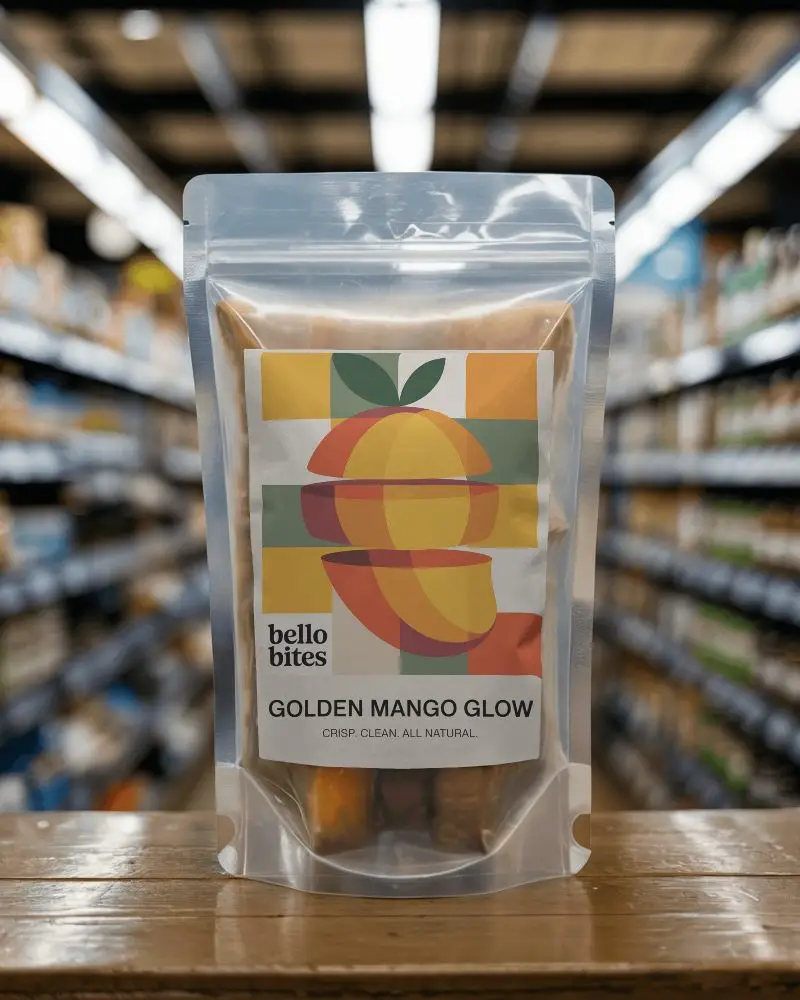 bello
bites
GOLDEN MANGO GLOW
CRISP. CLEAN. ALL NATURAL.